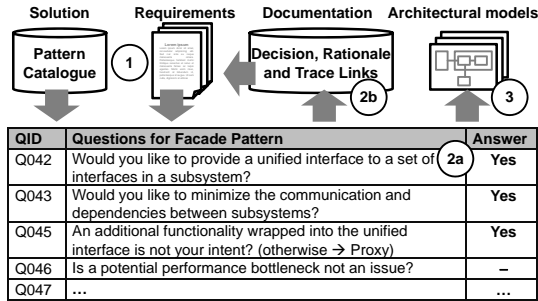 Solution Requirements Documentation Architectural models
Pattern
Catalogue
1
Decision, Rationale
and Trace Links
2b
3
QID Questions for Facade Pattern Answer
2a
Q042 Would you like to provide a unified interface to a set of Yes
interfaces in a subsystem?
Q043 Would you like to minimize the communication and Yes
dependencies between subsystems?
Q045 An additional functionality wrapped into the unified Yes
interface is not your intent? (otherwise → Proxy)
Q046 Is a potential performance bottleneck not an issue? –
Q047 ... ...